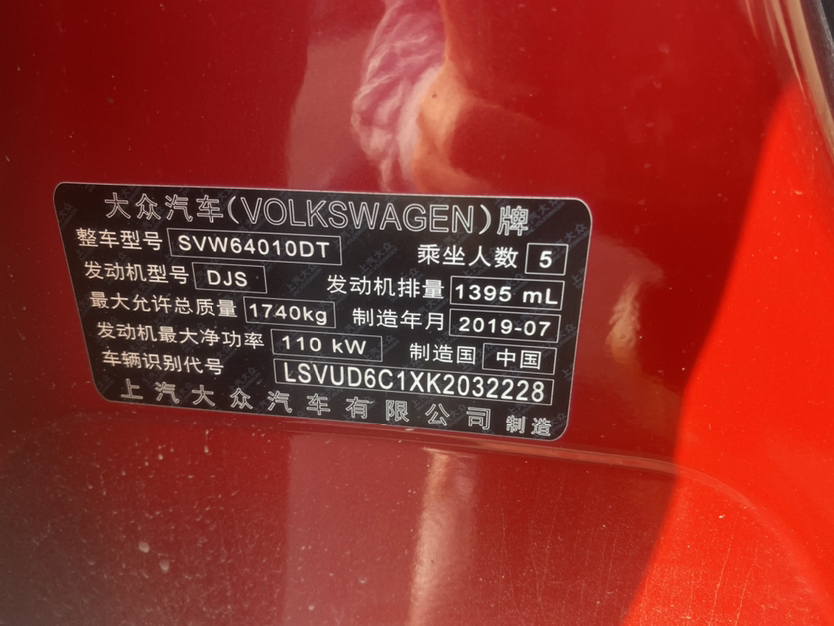 大众汽车(VOLKSWAGEN)牌
整车型号 SVW64010DT 乘坐人数 5
发动机型号 DJS 发动机排量 1395 mL
最大允许总质量 1740kg 制造年月 2019-07
发动机最大净功率 110 kW 制造国 中国
车辆识别代号 LSVUD6C1XK2032228
上汽大众汽车有限公司 制造